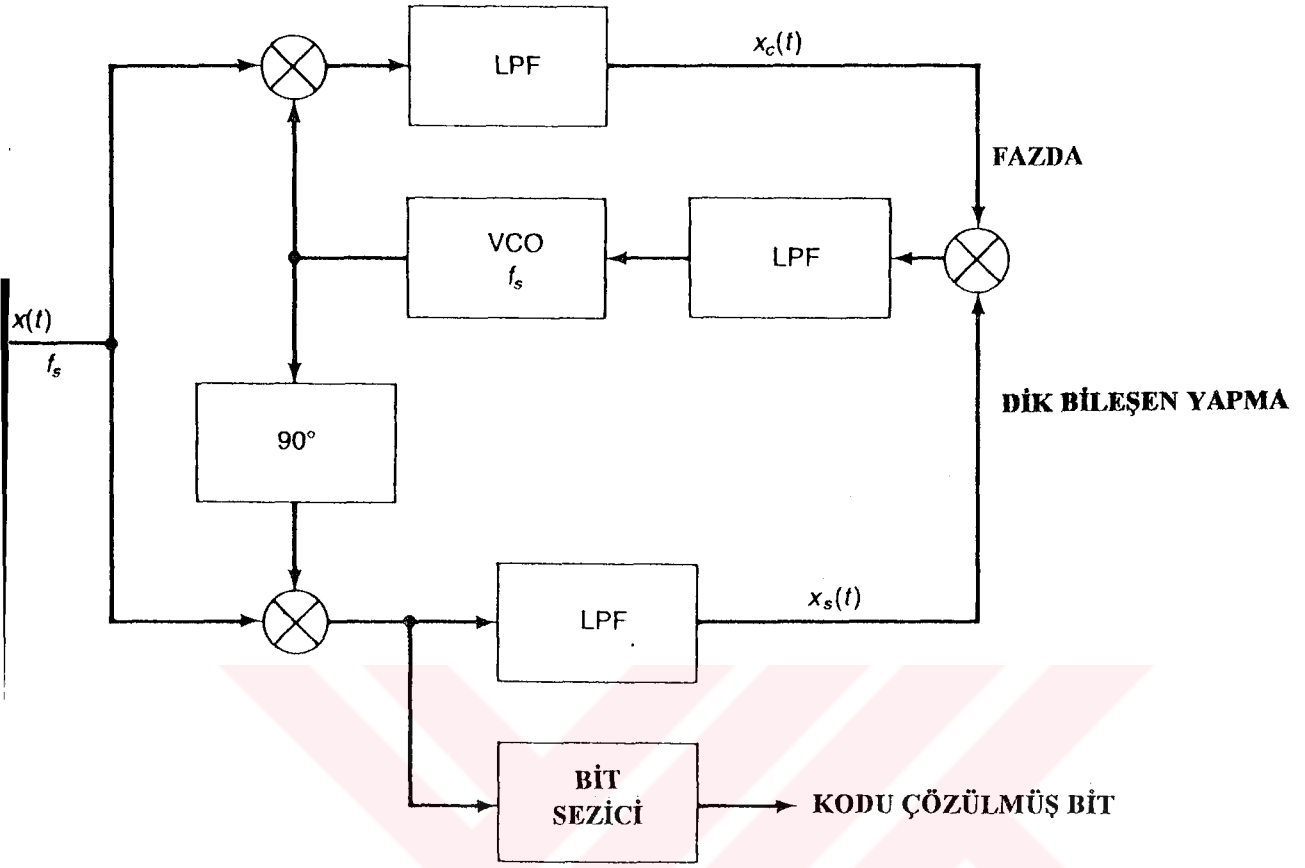 LPF
x_c(t)
FAZDA
VCO
f_s
LPF
x(t)
f_s
90°
DİK BİLEŞEN YAPMA
LPF
x_s(t)
BİT
SEZİCİ
KODU ÇÖZÜLMÜŞ BİT